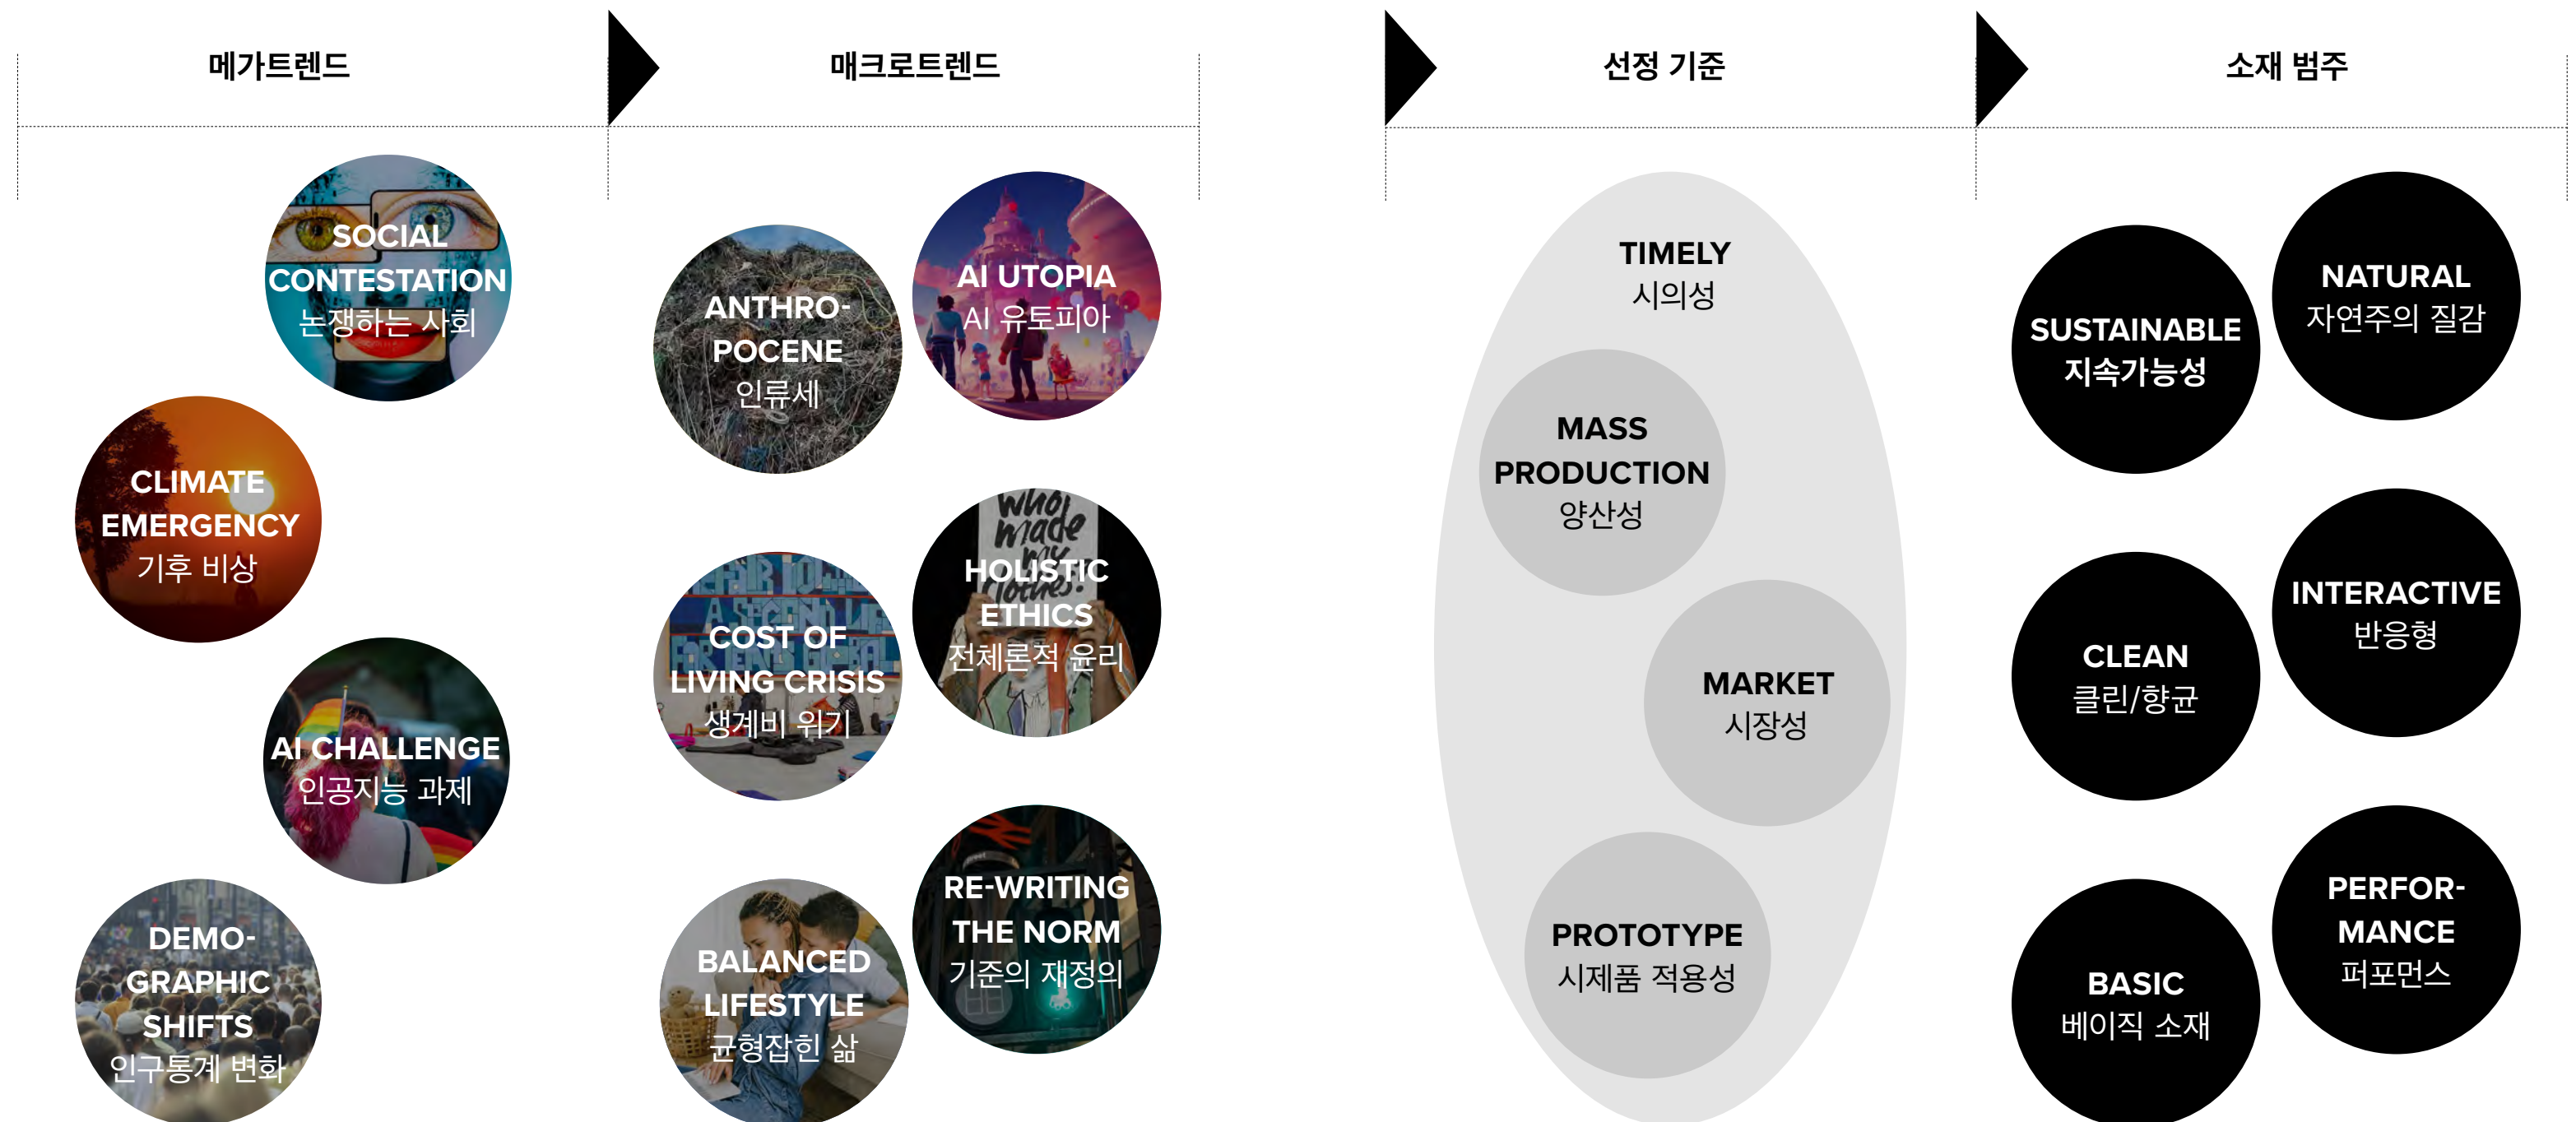 메가트렌드
매크로트렌드
선정 기준
소재 범주
SOCIAL
CONTESTATION
논쟁하는 사회
CLIMATE
EMERGENCY
기후 비상
AI CHALLENGE
인공지능 과제
DEMO-
GRAPHIC
SHIFTS
인구통계 변화
ANTHRO-
POCENE
인류세
AI UTOPIA
AI 유토피아
COST OF
LIVING CRISIS
생계비 위기
who
made
my
clothes?
HOLISTIC
ETHICS
전체론적 윤리
BALANCED
LIFESTYLE
균형잡힌 삶
RE-WRITING
THE NORM
기준의 재정의
TIMELY
시의성
MASS
PRODUCTION
양산성
MARKET
시장성
PROTOTYPE
시제품 적용성
SUSTAINABLE
지속가능성
NATURAL
자연주의 질감
CLEAN
클린/향균
INTERACTIVE
반응형
BASIC
베이직 소재
PERFOR-
MANCE
퍼포먼스